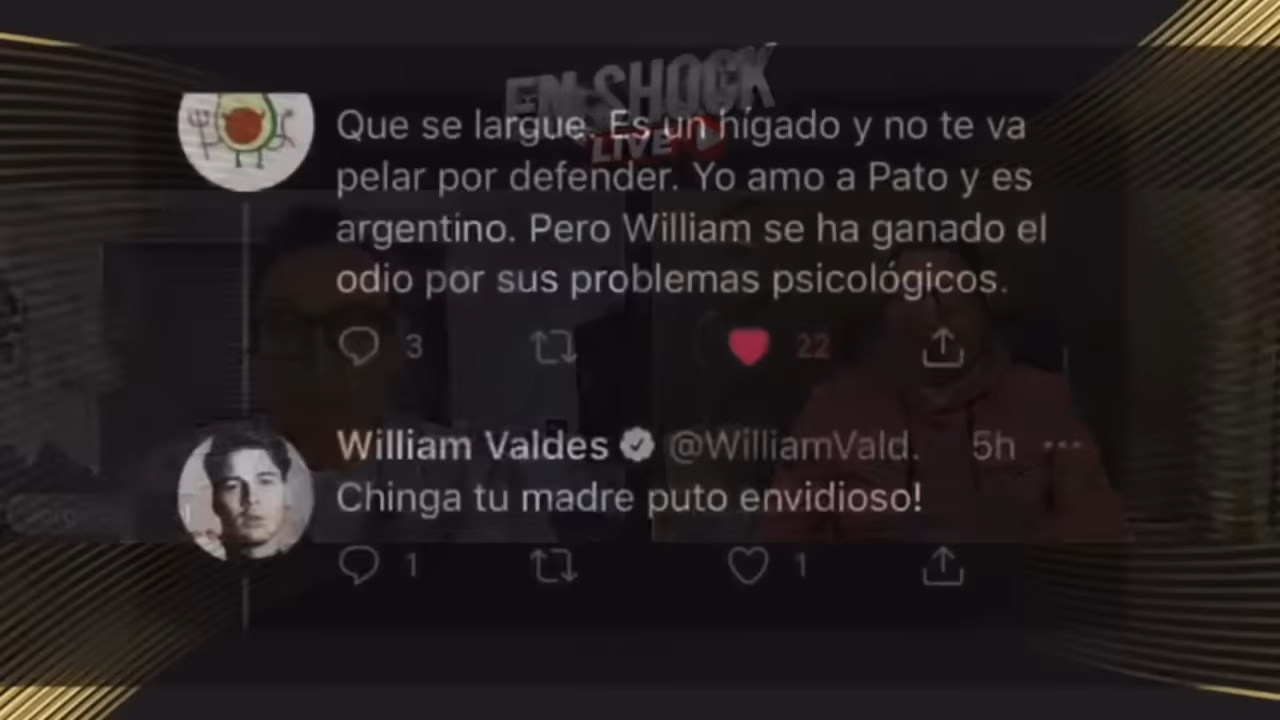 EN SHOCK
LIVE
Que se largue. Es un hígado y no te va
pelar por defender. Yo amo a Pato y es
argentino. Pero William se ha ganado el
odio por sus problemas psicológicos.
3
22
William Valdes @WilliamVald. 5h ...
Chinga tu madre puto envidioso!
1
1